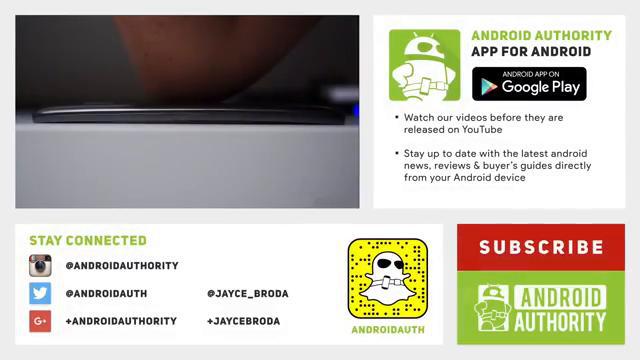 ANDROID AUTHORITY
APP FOR ANDROID
ANDROID APP ON
Google Play
Watch our videos before they are
released on YouTube
Stay up to date with the latest android
news, reviews & buyer's guides directly
from your Android device
STAY CONNECTED
@ANDROIDAUTHORITY
@ANDROIDAUTH @JAYCE_BRODA
+ANDROIDAUTHORITY +JAYCEBRODA
ANDROIDAUTH
SUBSCRIBE
ANDROID
AUTHORITY